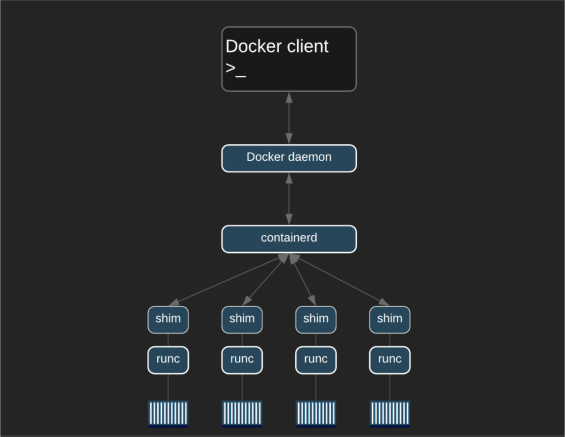 Docker client
>_
Docker daemon
containerd
shim shim shim shim
runc runc runc runc